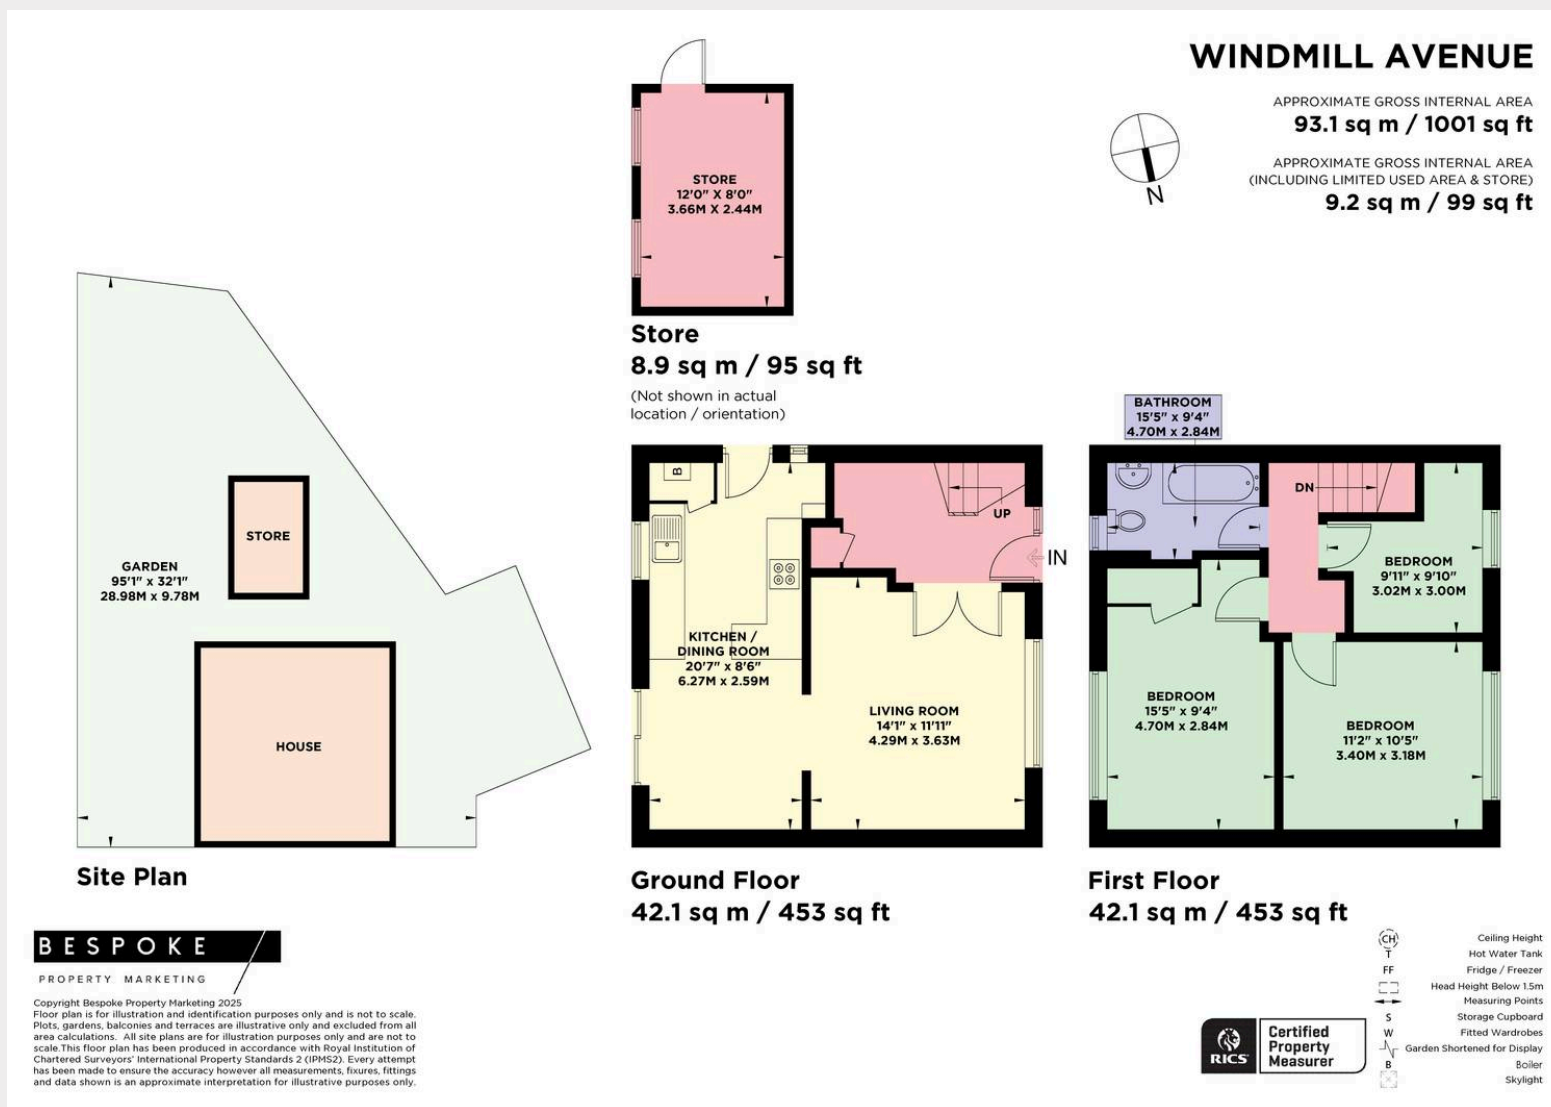 WINDMILL AVENUE
APPROXIMATE GROSS INTERNAL AREA
93.1 sq m / 1001 sq ft
APPROXIMATE GROSS INTERNAL AREA
(INCLUDING LIMITED USED AREA & STORE)
9.2 sq m / 99 sq ft
N
STORE
12'0" X 8'0"
3.66M X 2.44M
Store
8.9 sq m / 95 sq ft
(Not shown in actual
location / orientation)
STORE
GARDEN
95'1" x 32'1"
28.98M x 9.78M
HOUSE
Site Plan
B
UP
IN
KITCHEN /
DINING ROOM
20'7" x 8'6"
6.27M x 2.59M
LIVING ROOM
14'1" x 11'11"
4.29M x 3.63M
Ground Floor
42.1 sq m / 453 sq ft
BATHROOM
15'5" x 9'4"
4.70M x 2.84M
DN
BEDROOM
9'11" x 9'10"
3.02M x 3.00M
BEDROOM
15'5" x 9'4"
4.70M x 2.84M
BEDROOM
11'2" x 10'5"
3.40M x 3.18M
First Floor
42.1 sq m / 453 sq ft
BESPOKE
PROPERTY MARKETING
Copyright Bespoke Property Marketing 2025
Floor plan is for illustration and identification purposes only and is not to scale.
Plots, gardens, balconies and terraces are illustrative only and excluded from all
area calculations. All site plans are for illustration purposes only and are not to
scale.This floor plan has been produced in accordance with Royal Institution of
Chartered Surveyors' International Property Standards 2 (IPMS2). Every attempt
has been made to ensure the accuracy however all measurements, fixures, fittings
and data shown is an approximate interpretation for illustrative purposes only.
RICS
Certified
Property
Measurer
CH Ceiling Height
T Hot Water Tank
FF Fridge / Freezer
Head Height Below 1.5m
Measuring Points
S Storage Cupboard
W Fitted Wardrobes
Garden Shortened for Display
B Boiler
Skylight